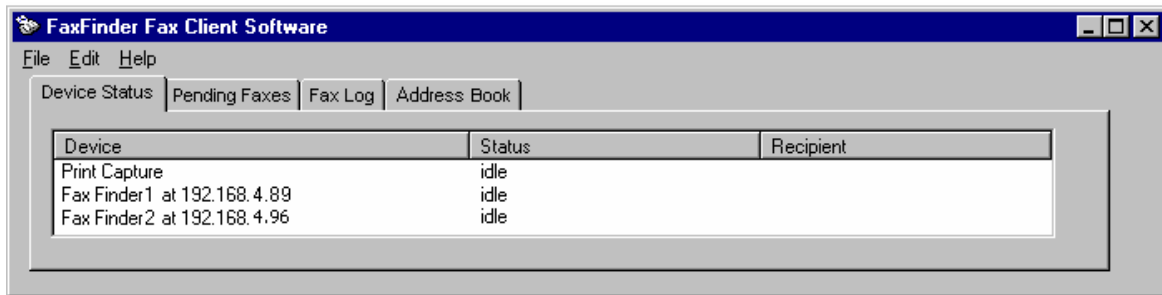 FaxFinder Fax Client Software
File Edit Help
Device Status Pending Faxes Fax Log Address Book
Device Status Recipient
Print Capture idle
Fax Finder1 at 192.168.4.89 idle
Fax Finder2 at 192.168.4.96 idle